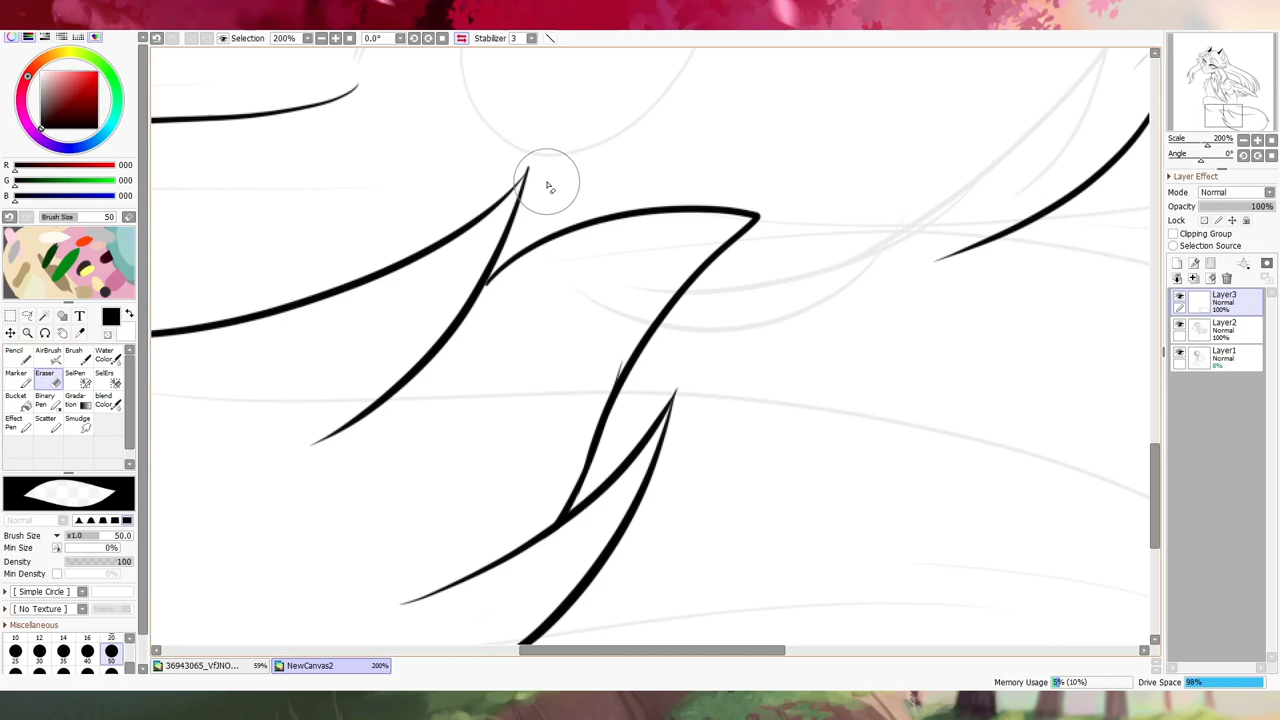 Selection 200% 0.0° Stabilizer 3
R 000
G 000
B 000
Brush Size 50
T
Pencil AirBrush Brush Water Color
Marker Eraser SelPen SelErs
Bucket Binary Pen Gradation blend Color
Effect Pen Scatter Smudge
Normal
Brush Size x1.0 50.0
Min Size 0%
Density 100
Min Density 0%
[ Simple Circle ]
[ No Texture ]
Miscellaneous
10 12 14 16 20
25 30 35 40 50
36943065_VfJNO... 59% NewCanvas2 200%
Scale 200%
Angle 0°
Layer Effect
Mode Normal
Opacity 100%
Lock
Clipping Group
Selection Source
Layer3
Normal
100%
Layer2
Normal
100%
Layer1
Normal
8%
Memory Usage 5% (10%) Drive Space 98%